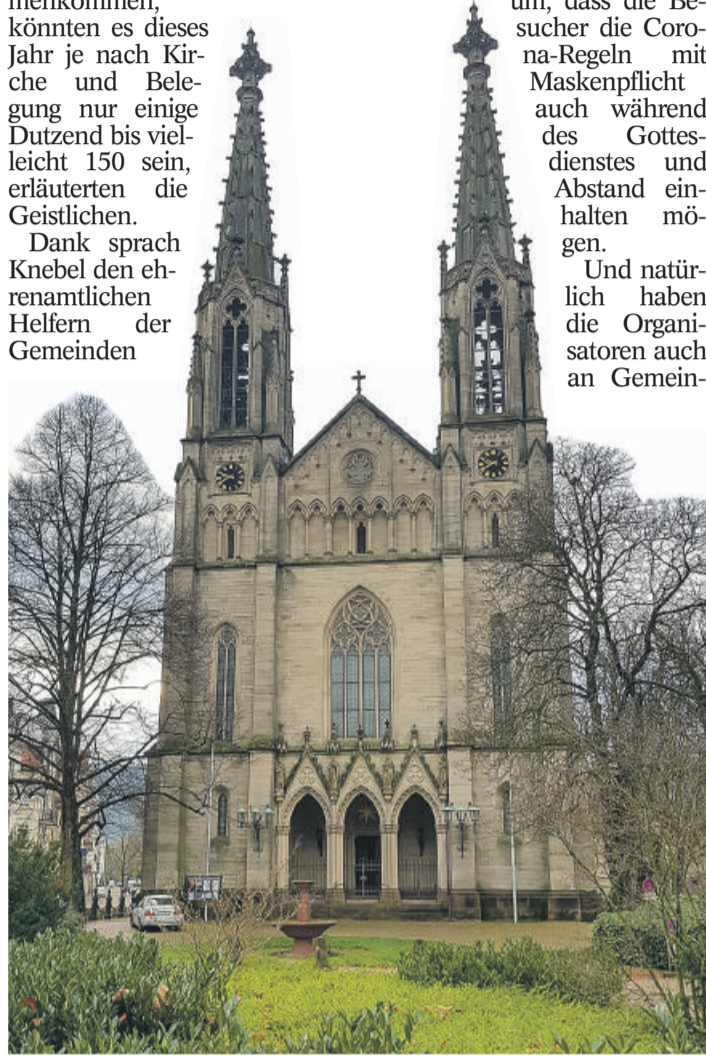 menkommen,
könnten es dieses
Jahr je nach Kir-
che und Bele-
gung nur einige
Dutzend bis viel-
leicht 150 sein,
erläuterten die
Geistlichen.
Dank sprach
Knebel den eh-
renamtlichen
Helfern der
Gemeinden
um, dass die Be-
sucher die Coro-
na-Regeln mit
Maskenpflicht
auch während
des Gottes-
dienstes und
Abstand ein-
halten mö-
gen.
Und natür-
lich haben
die Organi-
satoren auch
an Gemein-